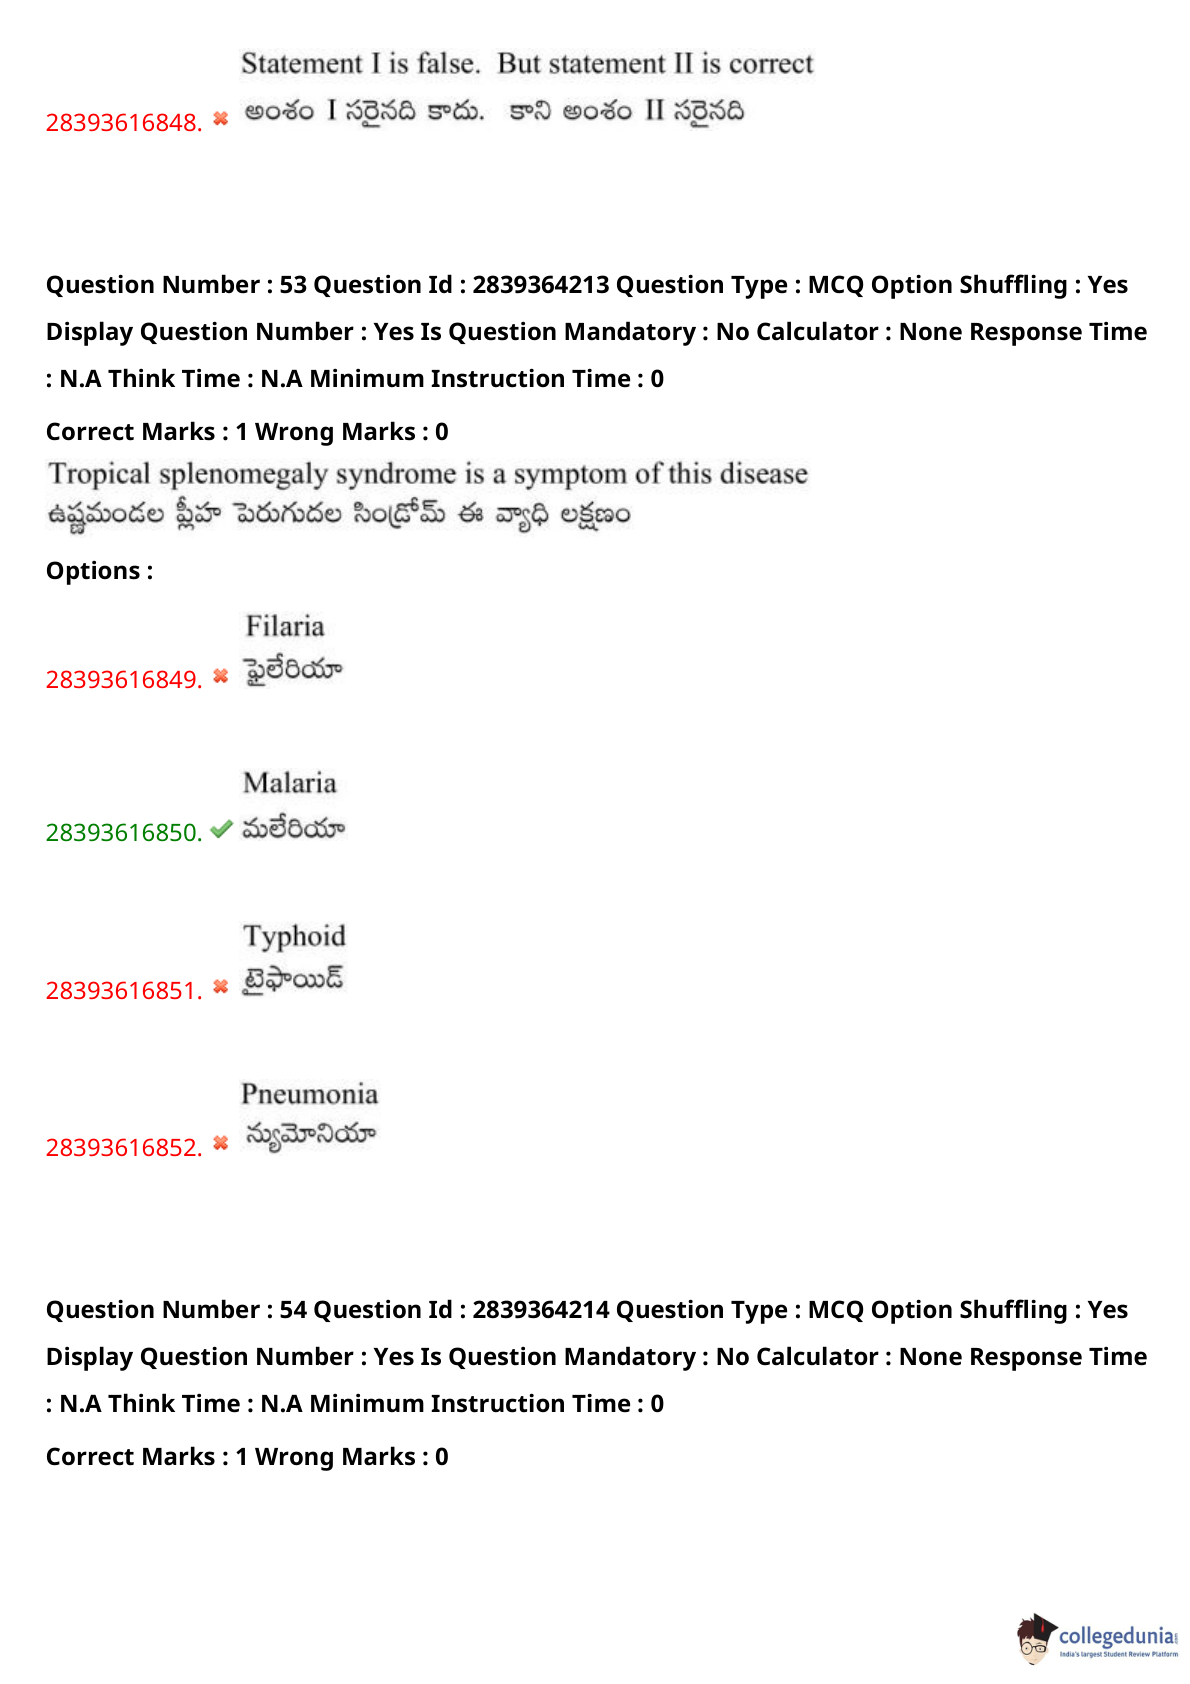 Statement I is false. But statement II is correct
28393616848. అంశం I సరైనది కాదు. కాని అంశం II సరైనది
Question Number : 53 Question Id : 2839364213 Question Type : MCQ Option Shuffling : Yes
Display Question Number : Yes Is Question Mandatory : No Calculator : None Response Time
: N.A Think Time : N.A Minimum Instruction Time : 0
Correct Marks : 1 Wrong Marks : 0
Tropical splenomegaly syndrome is a symptom of this disease
ఉష్ణమండల ప్లీహ పెరుగుదల సిండ్రోమ్ ఈ వ్యాధి లక్షణం
Options :
Filaria
28393616849. ఫైలేరియా
Malaria
28393616850. మలేరియా
Typhoid
28393616851. టైఫాయిడ్
Pneumonia
28393616852. న్యుమోనియా
Question Number : 54 Question Id : 2839364214 Question Type : MCQ Option Shuffling : Yes
Display Question Number : Yes Is Question Mandatory : No Calculator : None Response Time
: N.A Think Time : N.A Minimum Instruction Time : 0
Correct Marks : 1 Wrong Marks : 0
collegedunia
India's largest Student Review Platform